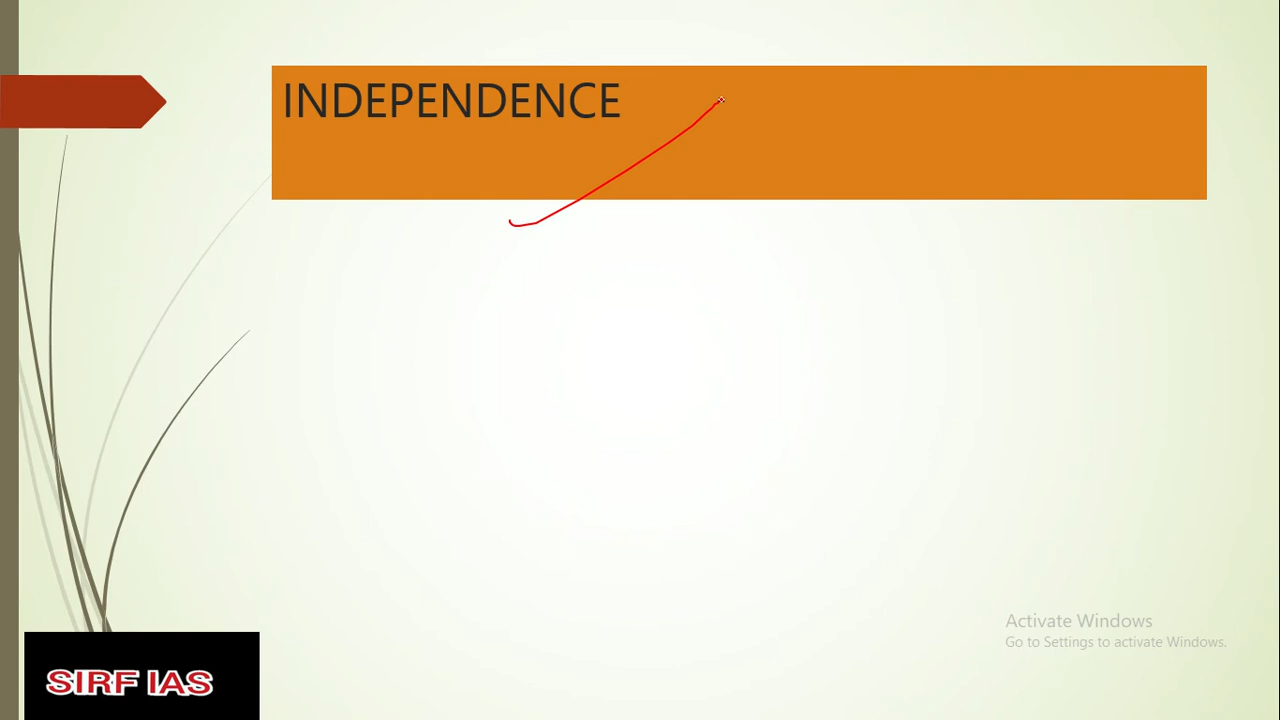 INDEPENDENCE
Activate Windows
Go to Settings to activate Windows.
SIRF IAS